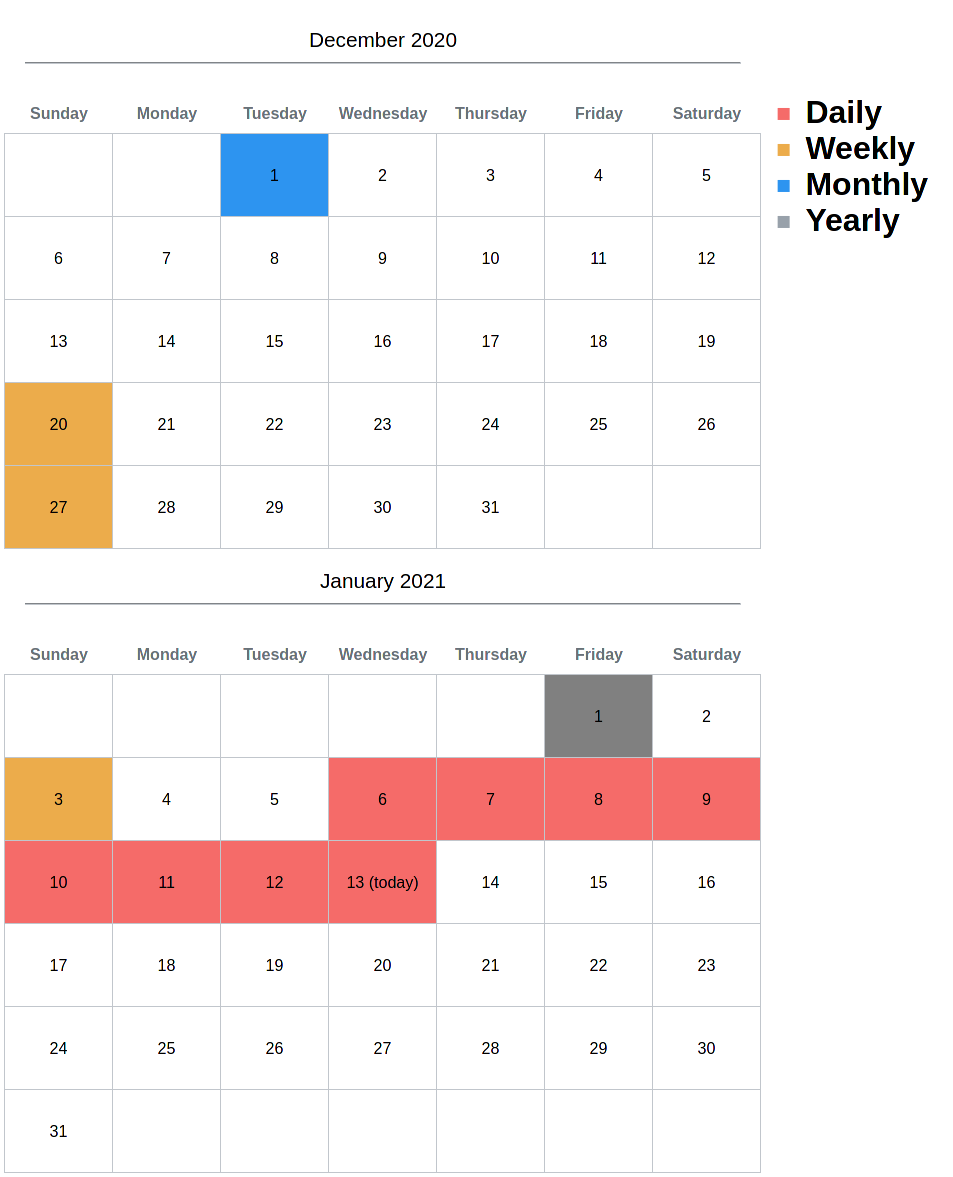 December 2020
Sunday Monday Tuesday Wednesday Thursday Friday Saturday
Daily
Weekly
Monthly
Yearly
1 2 3 4 5
6 7 8 9 10 11 12
13 14 15 16 17 18 19
20 21 22 23 24 25 26
27 28 29 30 31
January 2021
Sunday Monday Tuesday Wednesday Thursday Friday Saturday
1 2
3 4 5 6 7 8 9
10 11 12 13 (today) 14 15 16
17 18 19 20 21 22 23
24 25 26 27 28 29 30
31